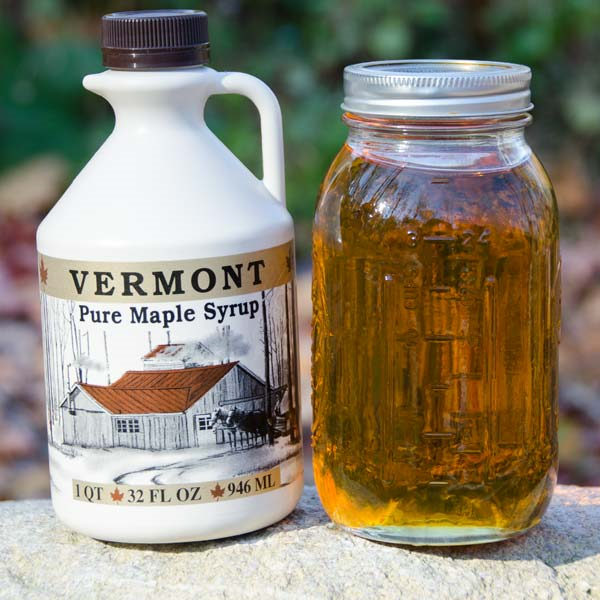 VERMONT
Pure Maple Syrup
1 QT 32 FL OZ 946 ML